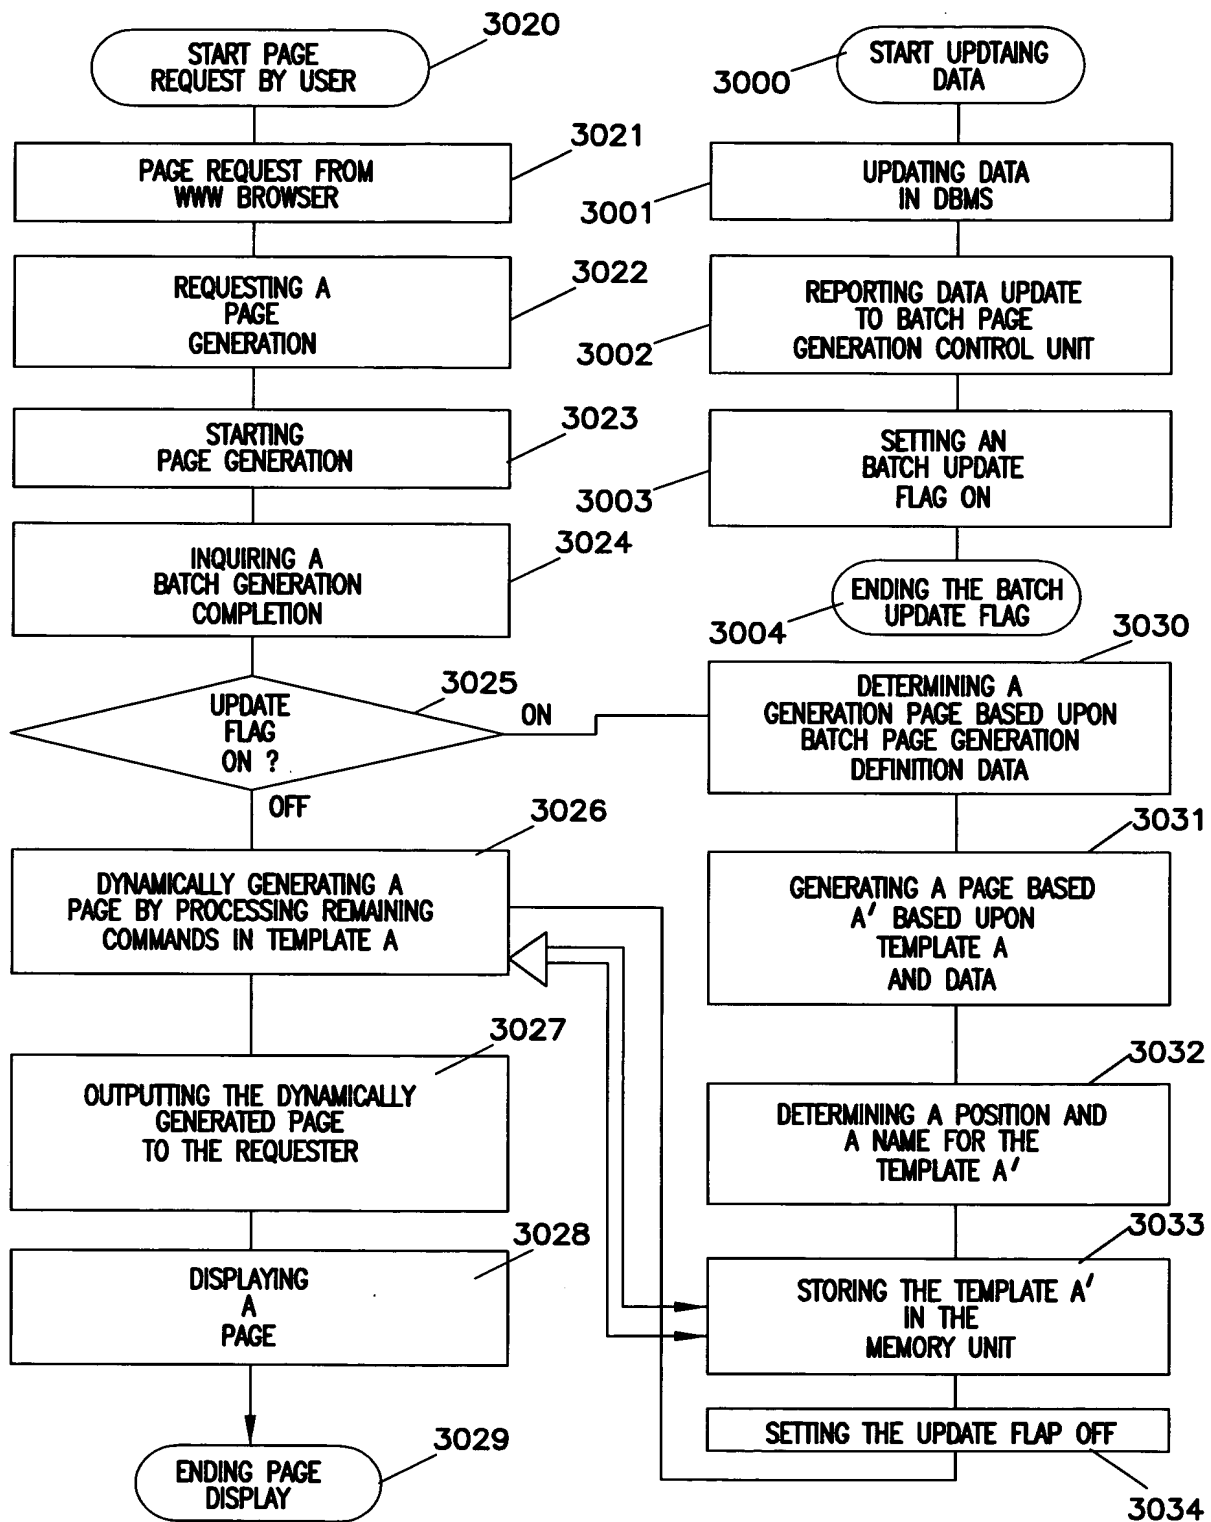 3020
START PAGE
REQUEST BY USER
3021
PAGE REQUEST FROM
WWW BROWSER
3022
REQUESTING A
PAGE
GENERATION
3023
STARTING
PAGE GENERATION
3024
INQUIRING A
BATCH GENERATION
COMPLETION
3025
UPDATE
FLAG
ON ?
ON
OFF
3026
DYNAMICALLY GENERATING A
PAGE BY PROCESSING REMAINING
COMMANDS IN TEMPLATE A
3027
OUTPUTTING THE DYNAMICALLY
GENERATED PAGE
TO THE REQUESTER
3028
DISPLAYING
A
PAGE
3029
ENDING PAGE
DISPLAY
3000
START UPDTAING
DATA
3001
UPDATING DATA
IN DBMS
3002
REPORTING DATA UPDATE
TO BATCH PAGE
GENERATION CONTROL UNIT
3003
SETTING AN
BATCH UPDATE
FLAG ON
3004
ENDING THE BATCH
UPDATE FLAG
3030
DETERMINING A
GENERATION PAGE BASED UPON
BATCH PAGE GENERATION
DEFINITION DATA
3031
GENERATING A PAGE BASED
A' BASED UPON
TEMPLATE A
AND DATA
3032
DETERMINING A POSITION AND
A NAME FOR THE
TEMPLATE A'
3033
STORING THE TEMPLATE A'
IN THE
MEMORY UNIT
SETTING THE UPDATE FLAP OFF
3034